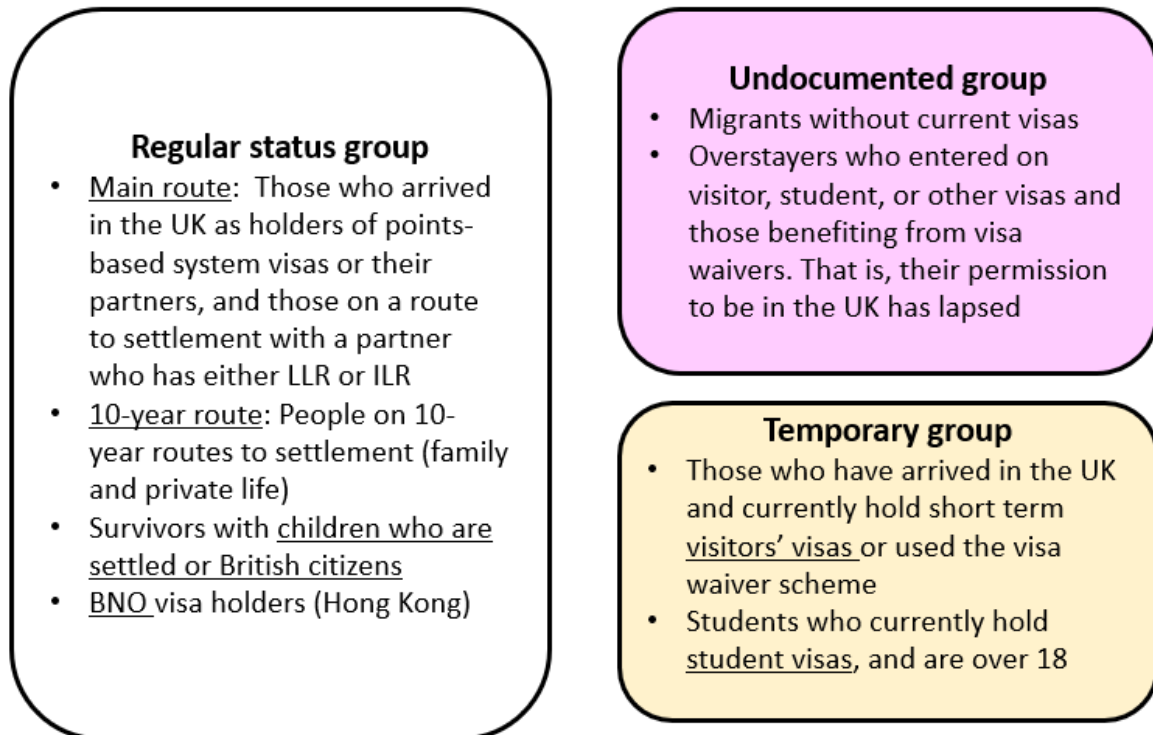 Regular status group
• Main route:  Those who arrived
in the UK as holders of points-
based system visas or their
partners, and those on a route
to settlement with a partner
who has either LLR or ILR
• 10-year route: People on 10-
year routes to settlement (family
and private life)
• Survivors with children who are
settled or British citizens
• BNO visa holders (Hong Kong)
Undocumented group
• Migrants without current visas
• Overstayers who entered on
visitor, student, or other visas and
those benefiting from visa
waivers. That is, their permission
to be in the UK has lapsed
Temporary group
• Those who have arrived in the UK
and currently hold short term
visitors’ visas or used the visa
waiver scheme
• Students who currently hold
student visas, and are over 18